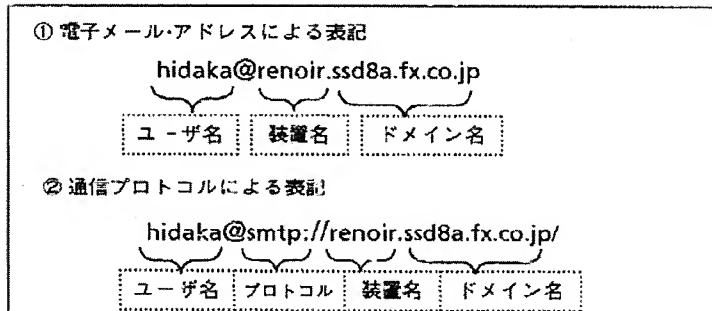 ① 電子メール・アドレスによる表記
hidaka@renoir.ssd8a.fx.co.jp
ユーザ名 装置名 ドメイン名
② 通信プロトコルによる表記
hidaka@smtp://renoir.ssd8a.fx.co.jp/
ユーザ名 プロトコル 装置名 ドメイン名